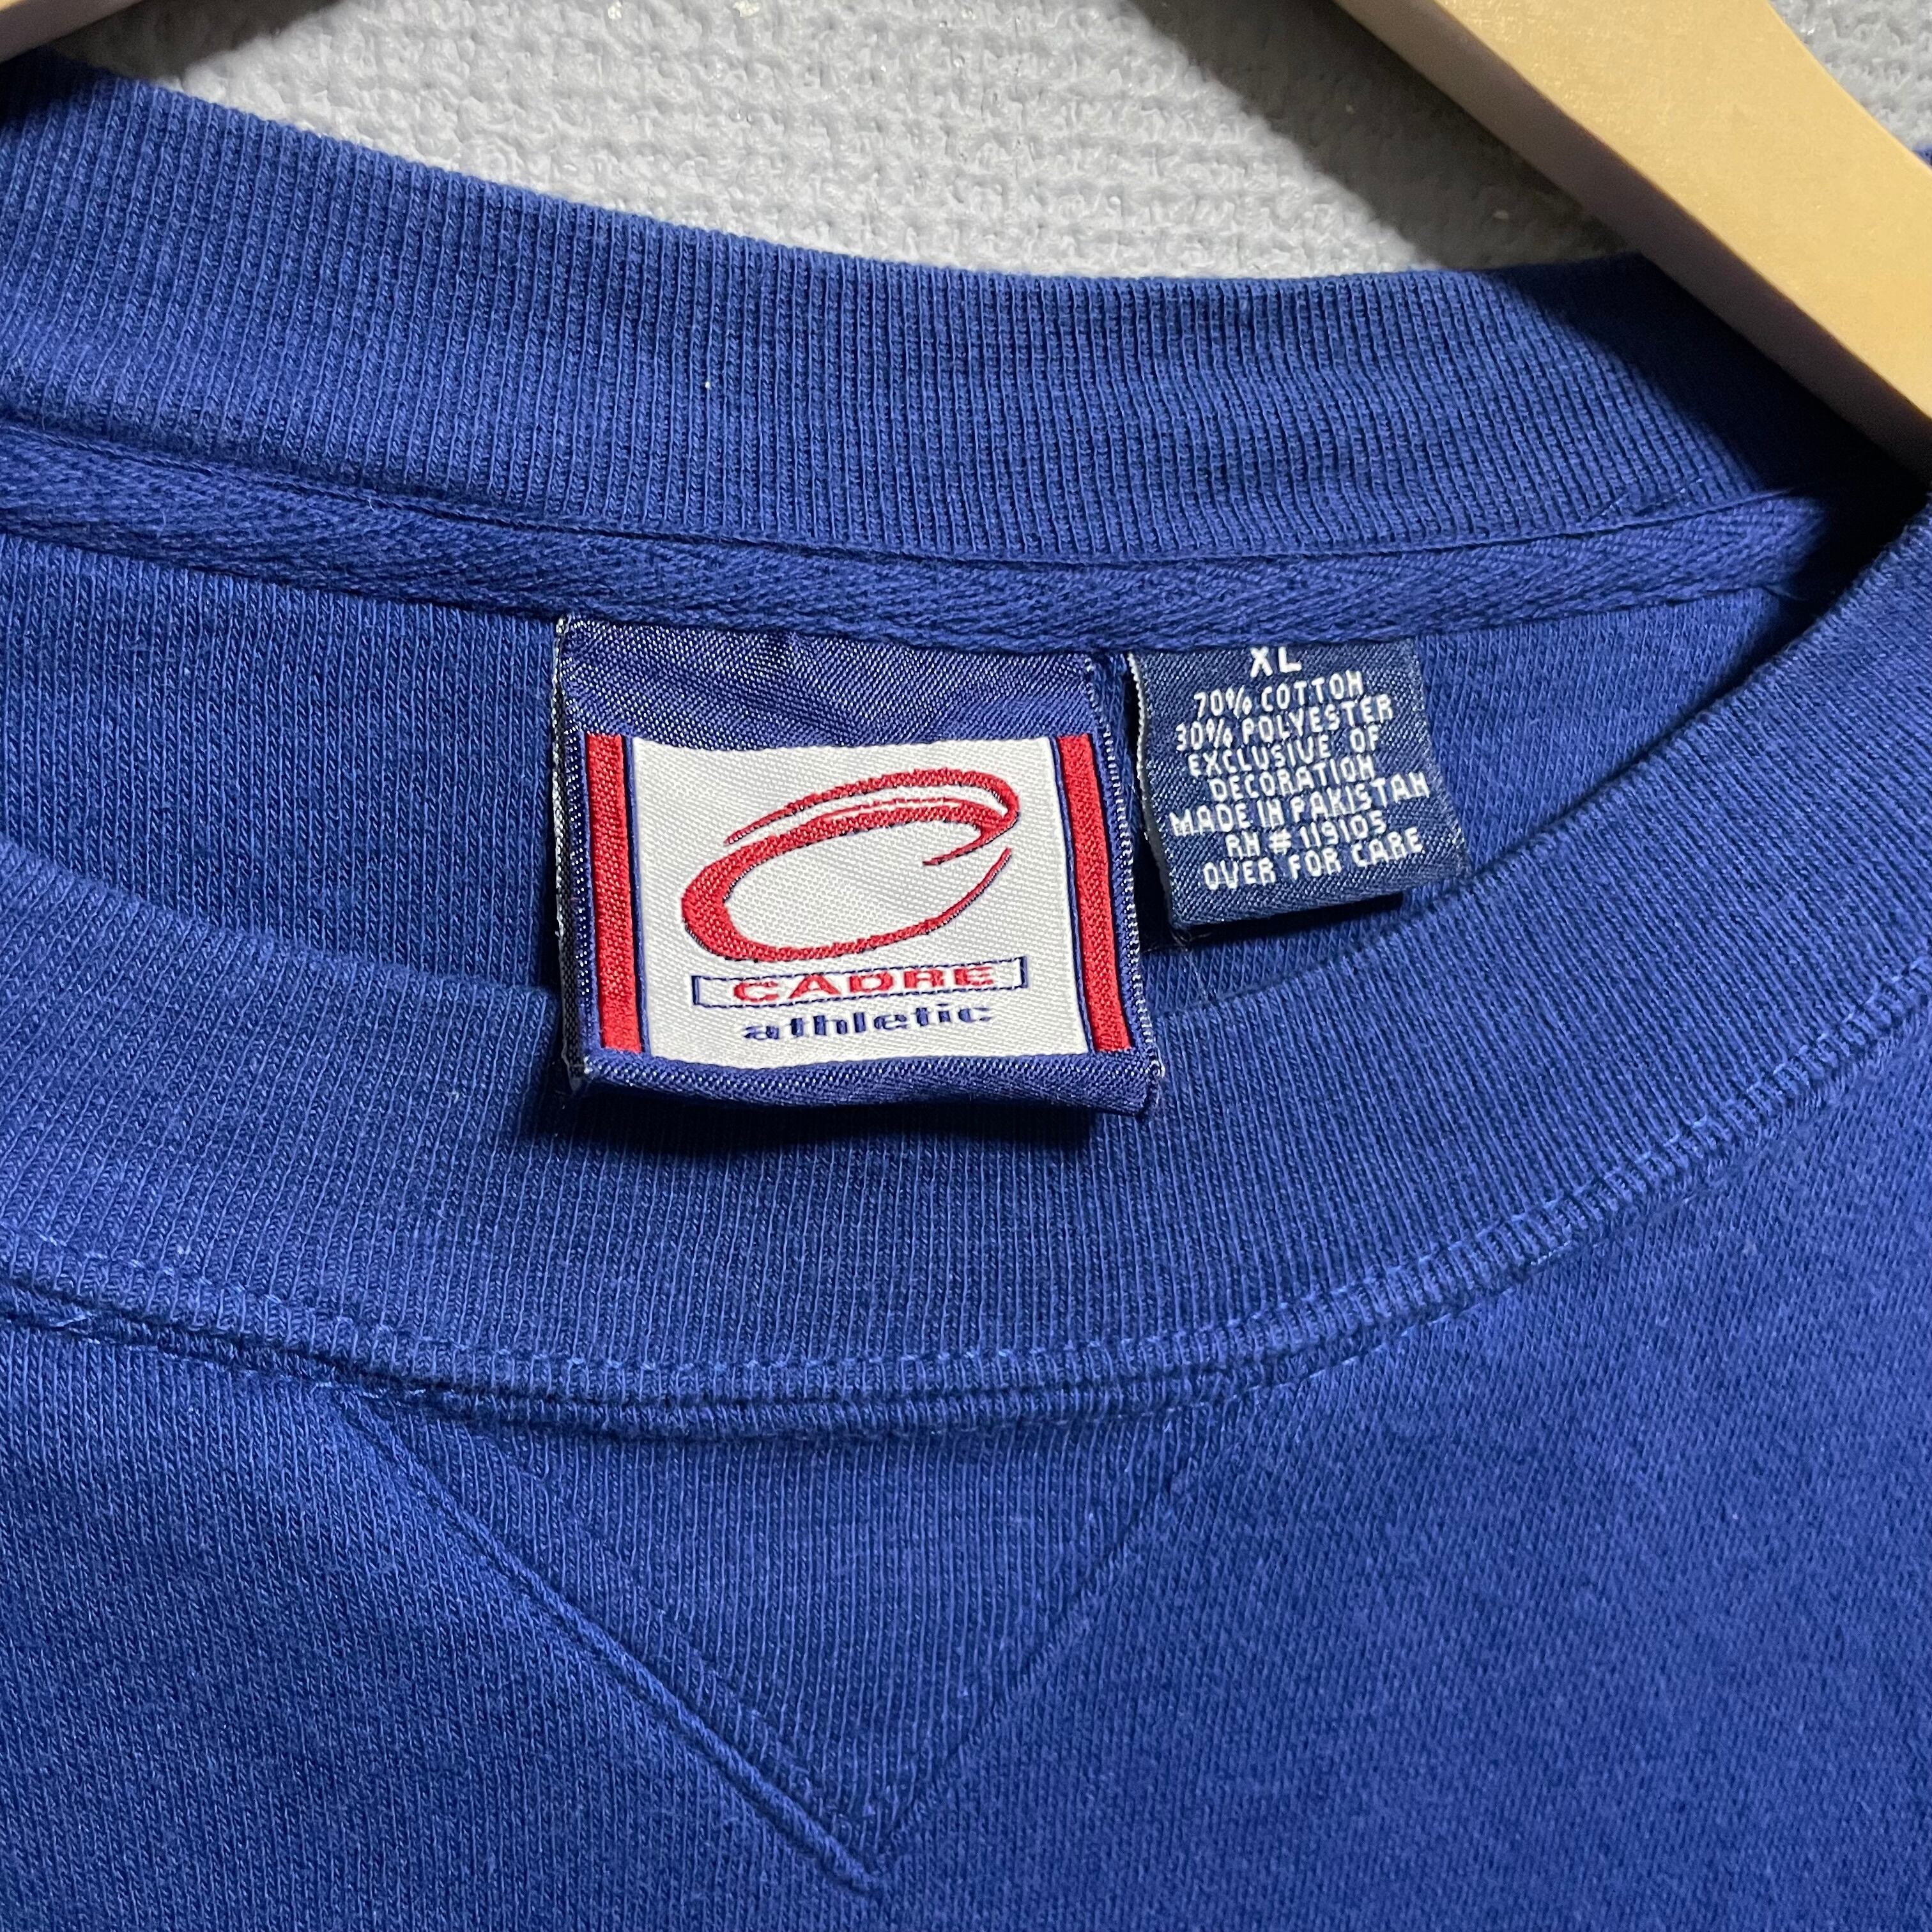 CADRE
athletic
XL
70% COTTON
30% POLYESTER
EXCLUSIVE OF
DECORATION
MADE IN PAKISTAN
RN # 119105
OVER FOR CARE